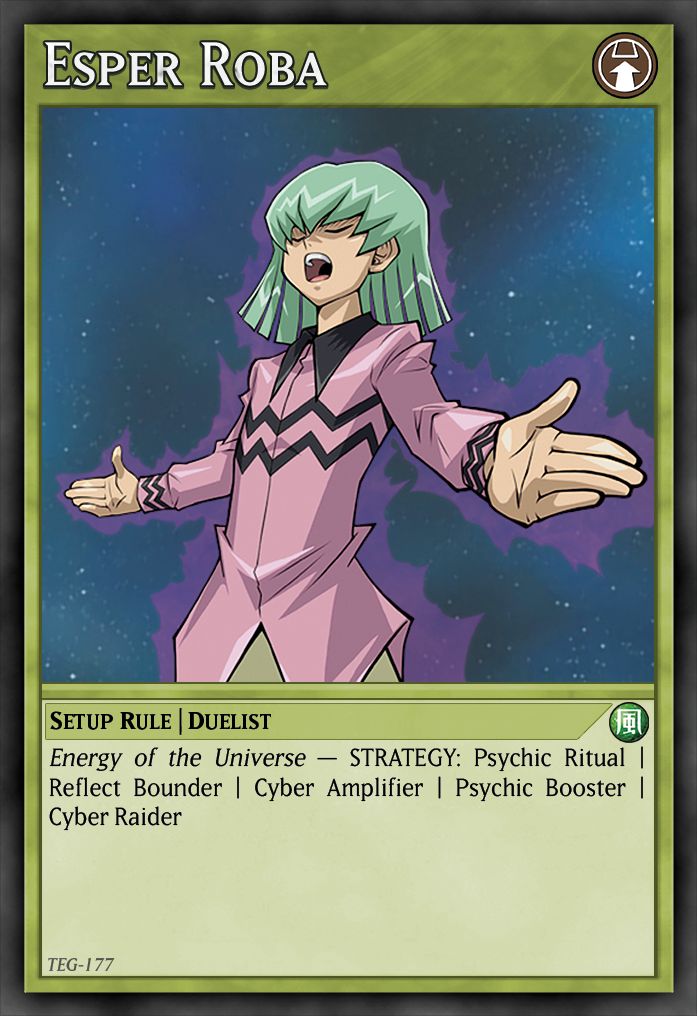 Esper Roba
Setup Rule | Duelist
風
Energy of the Universe — STRATEGY: Psychic Ritual |
Reflect Bounder | Cyber Amplifier | Psychic Booster |
Cyber Raider
TEG-177